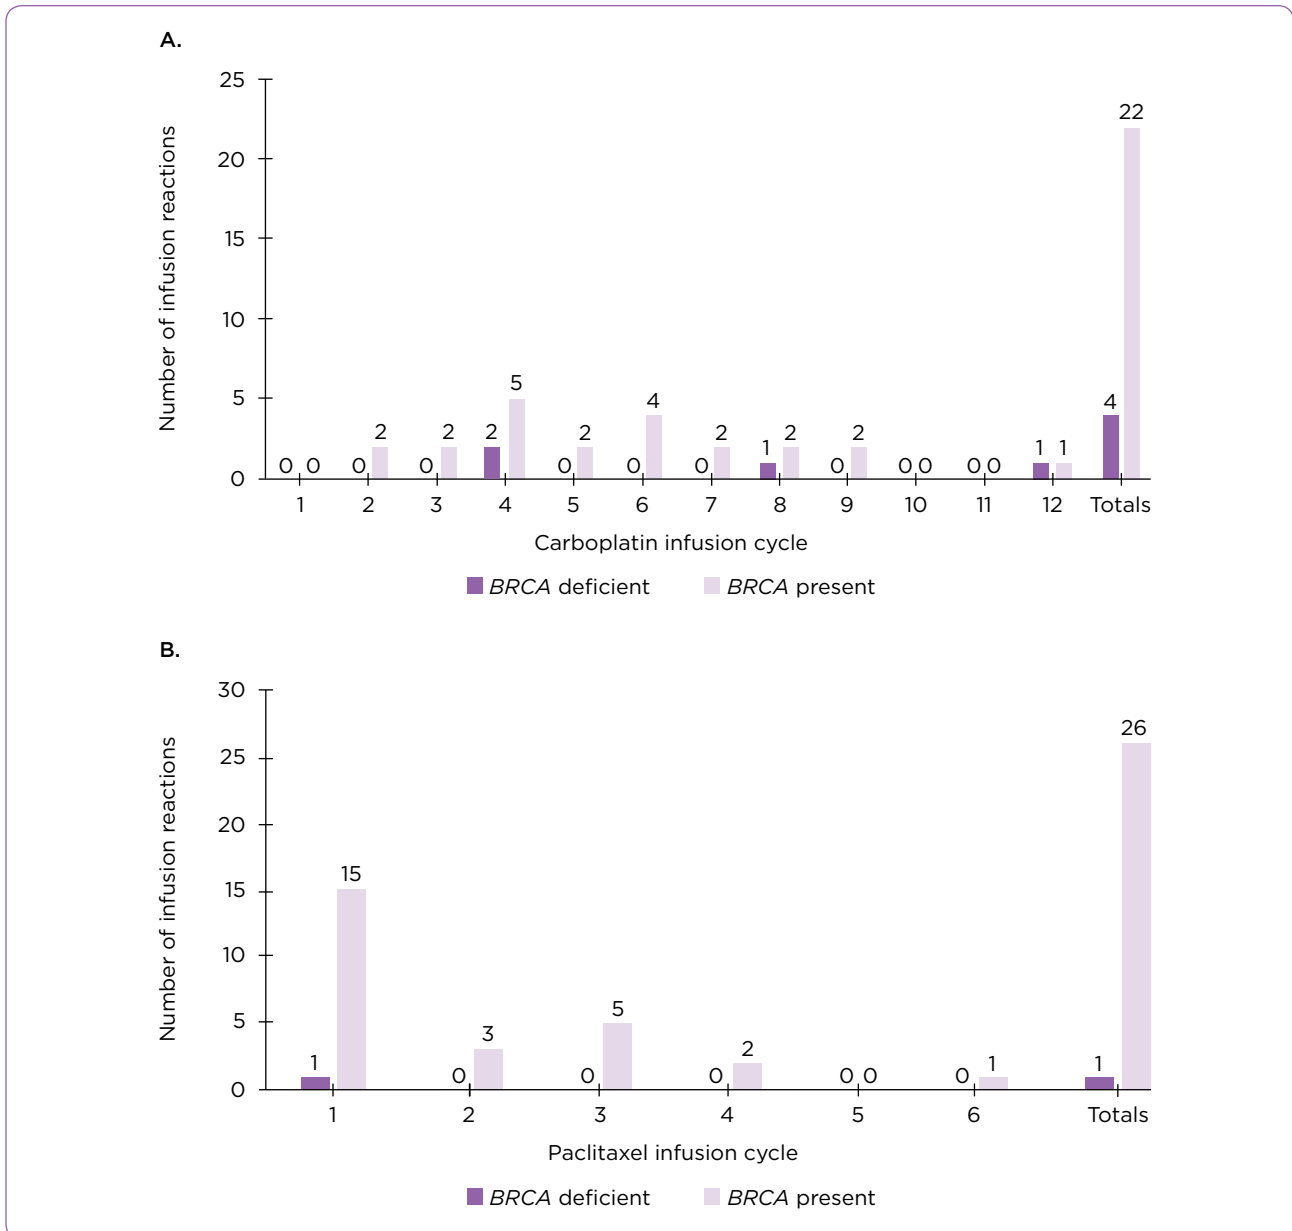 A.
25
20
15
10
5
0
Number of infusion reactions
0 0 0 2 0 2 2 5 0 2 0 4 0 2 1 2 0 2 0 0 0 0 1 1 4 22
1 2 3 4 5 6 7 8 9 10 11 12 Totals
Carboplatin infusion cycle
BRCA deficient BRCA present
B.
30
25
20
15
10
5
0
Number of infusion reactions
1 15 0 3 0 5 0 2 0 0 0 1 1 26
1 2 3 4 5 6 Totals
Paclitaxel infusion cycle
BRCA deficient BRCA present